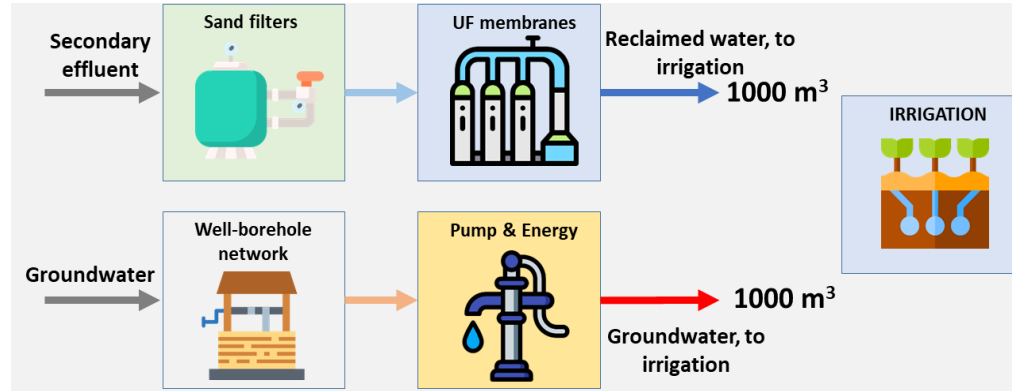 Secondary
effluent
Sand filters
UF membranes
Reclaimed water, to
irrigation
1000 m³
IRRIGATION
Groundwater
Well-borehole
network
Pump & Energy
1000 m³
Groundwater, to
irrigation